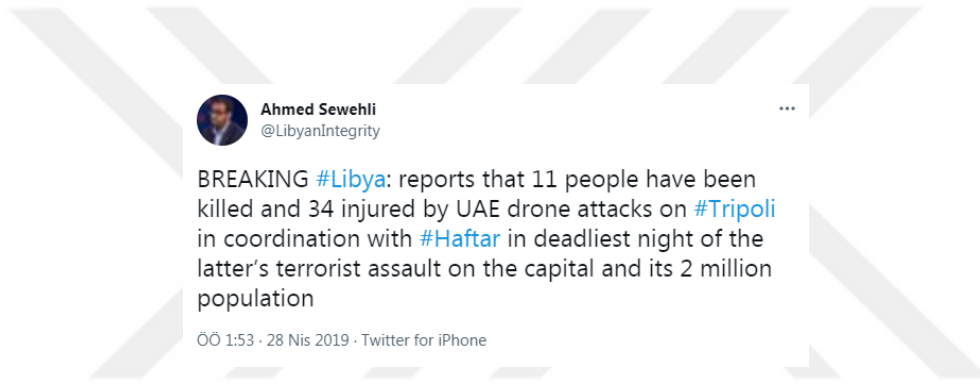 Ahmed Sewehli
@LibyanIntegrity
BREAKING #Libya: reports that 11 people have been
killed and 34 injured by UAE drone attacks on #Tripoli
in coordination with #Haftar in deadliest night of the
latter’s terrorist assault on the capital and its 2 million
population
ÖÖ 1:53 · 28 Nis 2019 · Twitter for iPhone